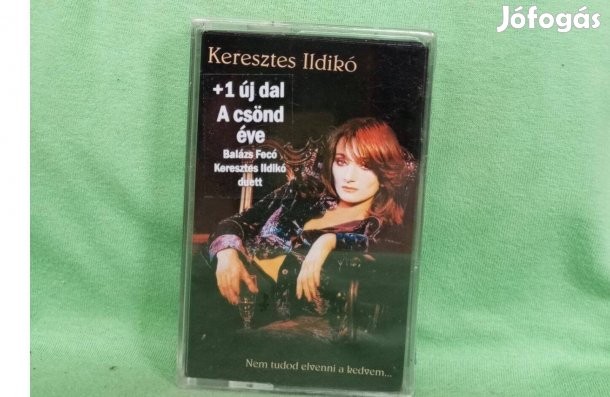 Jófogás
Keresztes Ildikó
+1 új dal
A csönd
éve
Balázs Fecó
Keresztes Ildikó
duett
Nem tudod elvenni a kedvem...